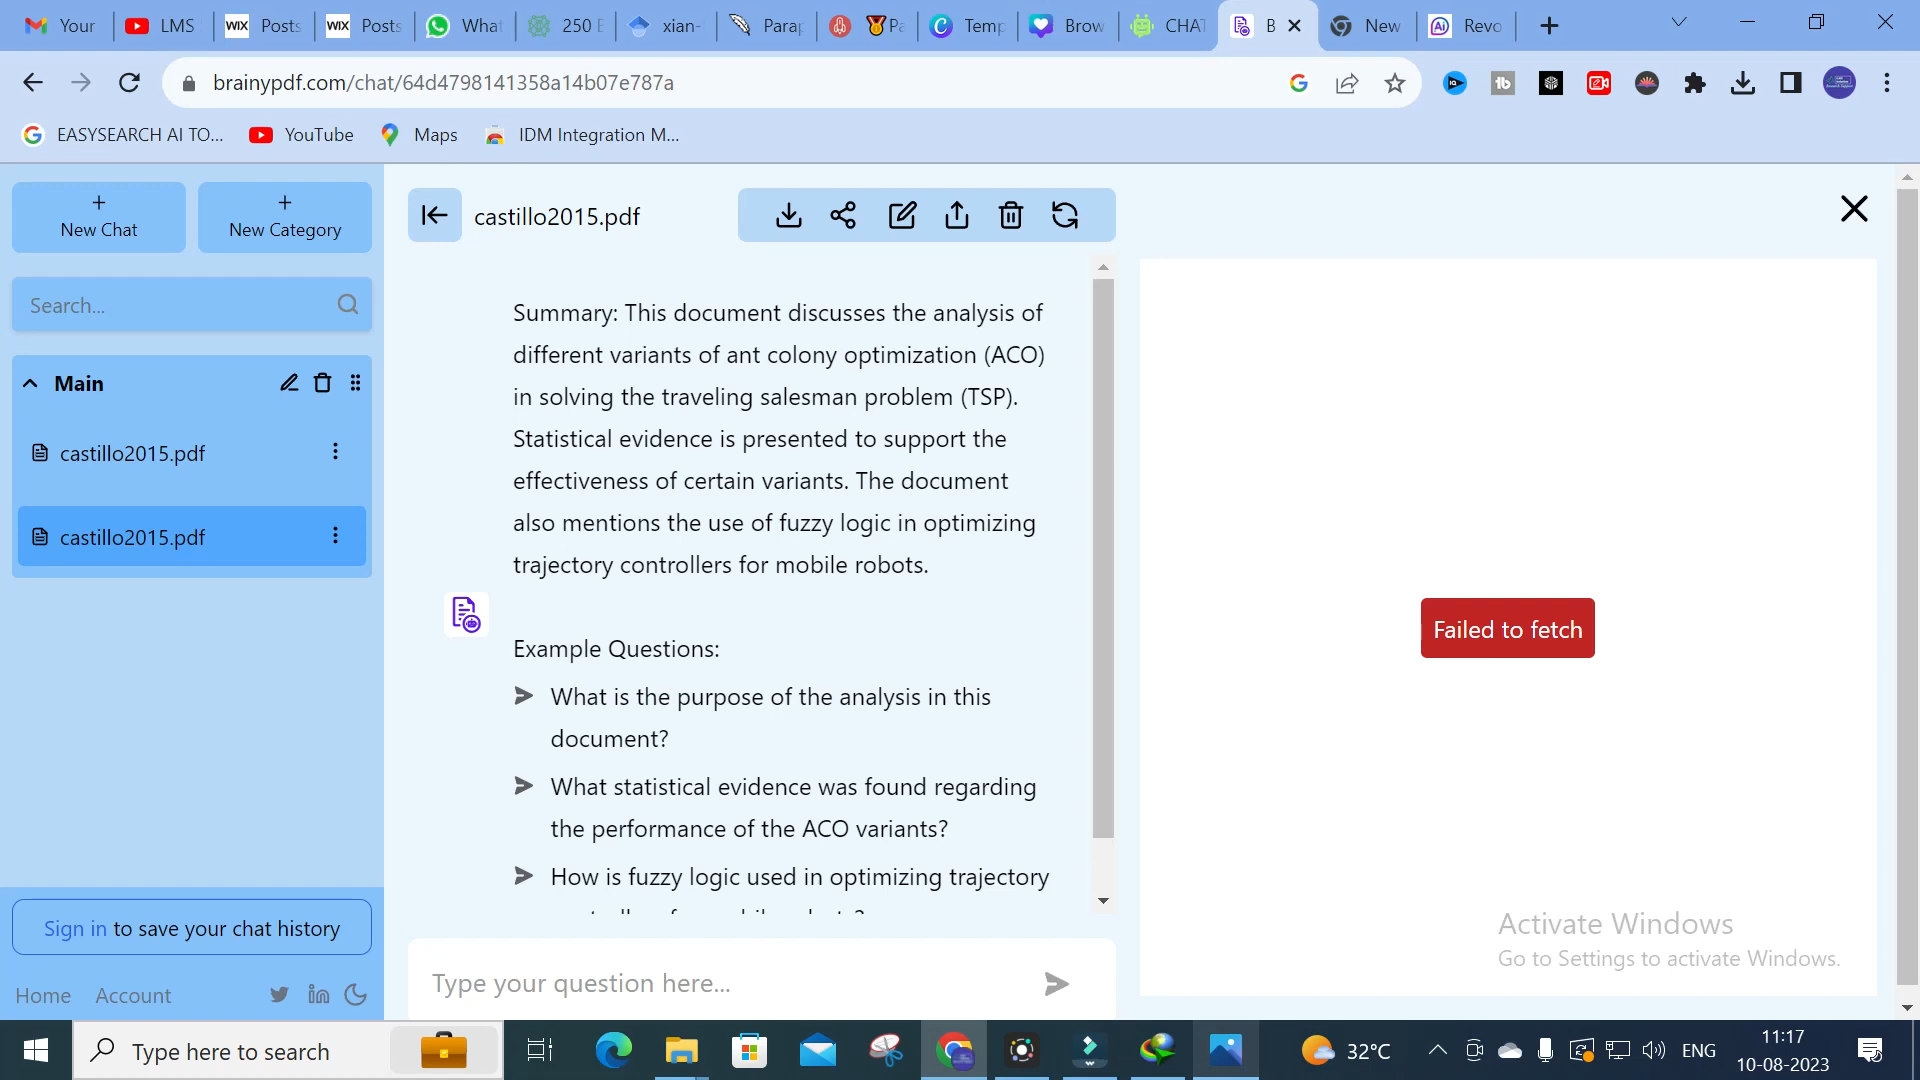 Your
LMS
WIX Posts
WIX Posts
What
250 E
xian-
Parap
Pa
Temp
Brow
CHAT
B
New
Ai Revo
brainypdf.com/chat/64d4798141358a14b07e787a
EASYSEARCH AI TO...
YouTube
Maps
IDM Integration M...
+
New Chat
+
New Category
Search...
Main
castillo2015.pdf
castillo2015.pdf
Sign in to save your chat history
Home
Account
castillo2015.pdf
Summary: This document discusses the analysis of
different variants of ant colony optimization (ACO)
in solving the traveling salesman problem (TSP).
Statistical evidence is presented to support the
effectiveness of certain variants. The document
also mentions the use of fuzzy logic in optimizing
trajectory controllers for mobile robots.
Example Questions:
➤ What is the purpose of the analysis in this
document?
➤ What statistical evidence was found regarding
the performance of the ACO variants?
➤ How is fuzzy logic used in optimizing trajectory
Type your question here...
Failed to fetch
Activate Windows
Go to Settings to activate Windows.
Type here to search
32°C
ENG
11:17
10-08-2023